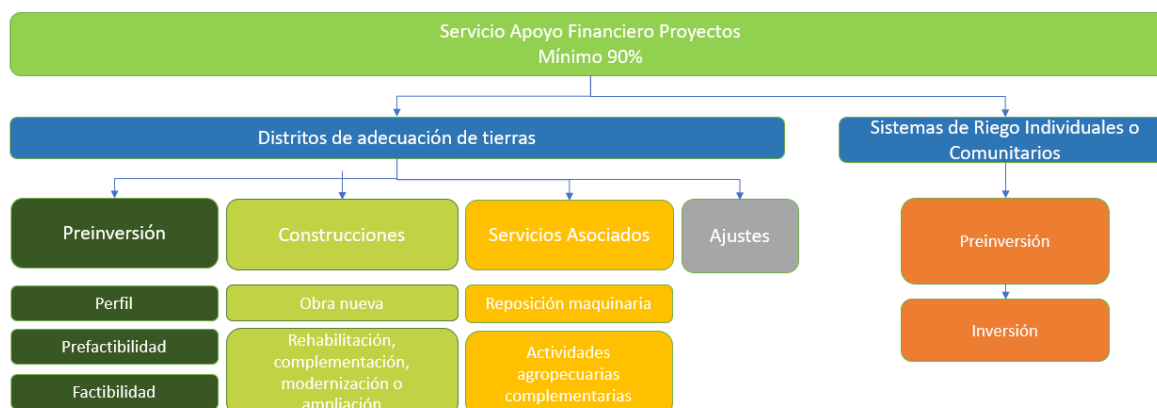 Servicio Apoyo Financiero Proyectos
Mínimo 90%
Distritos de adecuación de tierras
Sistemas de Riego Individuales o
Comunitarios
Preinversión
Construcciones
Servicios Asociados
Ajustes
Preinversión
Perfil
Obra nueva
Reposición maquinaria
Inversión
Prefactibilidad
Rehabilitación,
complementación,
modernización o
ampliación
Actividades
agropecuarias
complementarias
Factibilidad